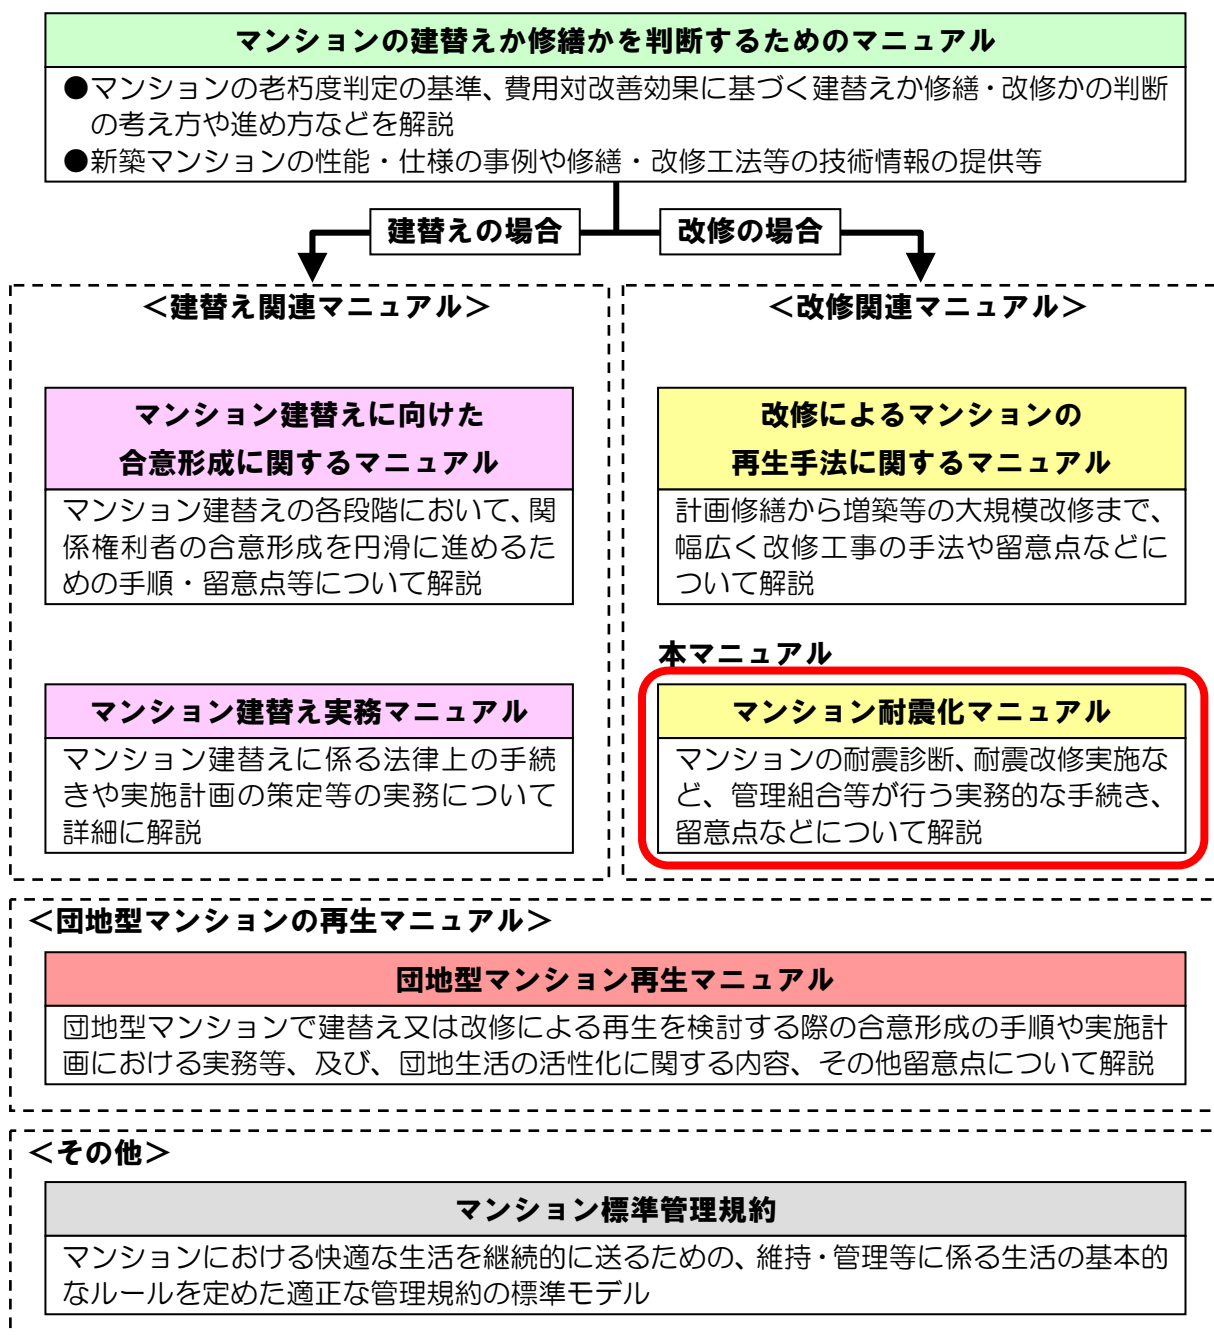 マンションの建替えか修繕かを判断するためのマニュアル
●マンションの老朽度判定の基準、費用対改善効果に基づく建替えか修繕・改修かの判断
の考え方や進め方などを解説
●新築マンションの性能・仕様の事例や修繕・改修工法等の技術情報の提供等
建替えの場合
改修の場合
＜建替え関連マニュアル＞
マンション建替えに向けた
合意形成に関するマニュアル
マンション建替えの各段階において、関
係権利者の合意形成を円滑に進めるた
めの手順・留意点等について解説
マンション建替え実務マニュアル
マンション建替えに係る法律上の手続
きや実施計画の策定等の実務について
詳細に解説
＜改修関連マニュアル＞
改修によるマンションの
再生手法に関するマニュアル
計画修繕から増築等の大規模改修まで、
幅広く改修工事の手法や留意点などに
ついて解説
本マニュアル
マンション耐震化マニュアル
マンションの耐震診断、耐震改修実施な
ど、管理組合等が行う実務的な手続き、
留意点などについて解説
＜団地型マンションの再生マニュアル＞
団地型マンション再生マニュアル
団地型マンションで建替え又は改修による再生を検討する際の合意形成の手順や実施計
画における実務等、及び、団地生活の活性化に関する内容、その他留意点について解説
＜その他＞
マンション標準管理規約
マンションにおける快適な生活を継続的に送るための、維持・管理等に係る生活の基本的
なルールを定めた適正な管理規約の標準モデル